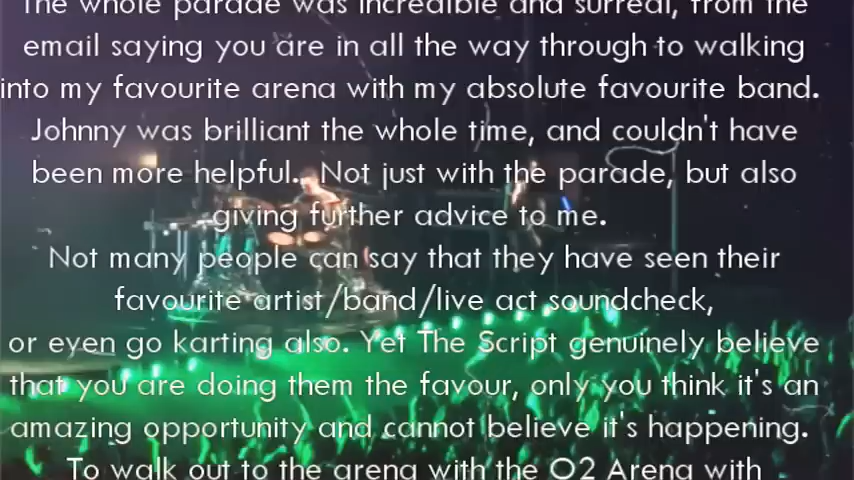 The whole parade was incredible and surreal, from the
email saying you are in all the way through to walking
into my favourite arena with my absolute favourite band.
Johnny was brilliant the whole time, and couldn't have
been more helpful. Not just with the parade, but also
giving further advice to me.
Not many people can say that they have seen their
favourite artist/band/live act soundcheck,
or even go karting also. Yet The Script genuinely believe
that you are doing them the favour, only you think it's an
amazing opportunity and cannot believe it's happening.
To walk out to the arena with the O2 Arena with